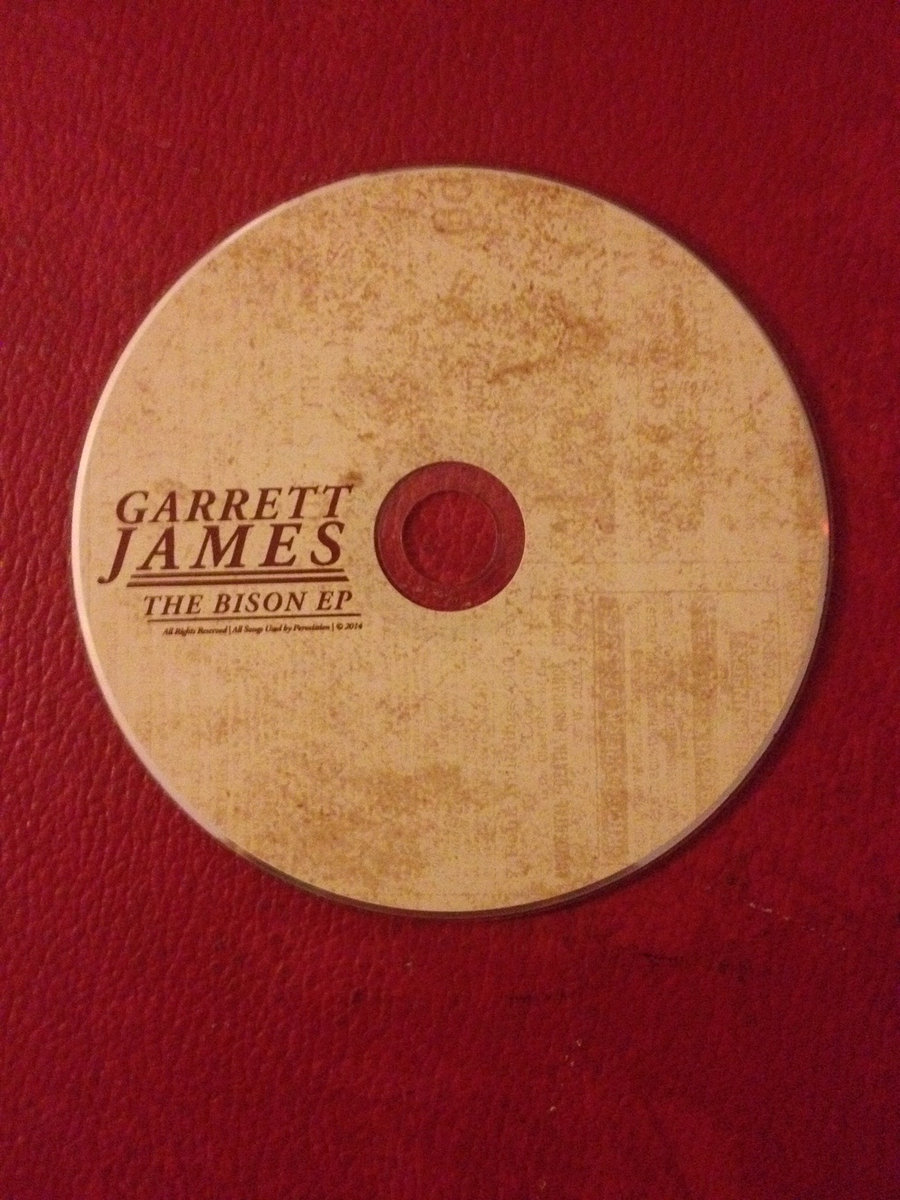 GARRETT
JAMES
THE BISON EP
All Rights Reserved | All Songs Used by Permission | © 2014